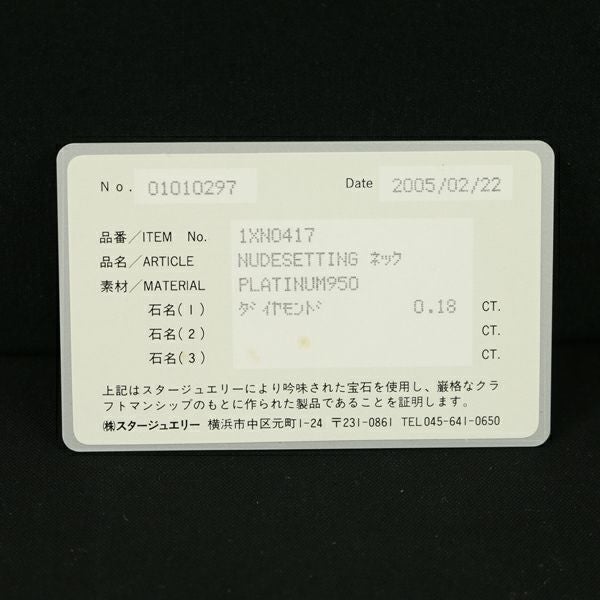 No. 01010297 Date 2005/02/22
品番／ITEM No. 1XN0417
品名／ARTICLE NUDESETTING ﾈｯｸ
素材／MATERIAL PLATINUM950
石名(1) ﾀﾞｲﾔモンﾄﾞ 0.18 CT.
石名(2) CT.
石名(3) CT.
上記はスタージュエリーにより吟味された宝石を使用し、厳格なクラ
フトマンシップのもとに作られた製品であることを証明します。
㈱スタージュエリー 横浜市中区元町1-24 〒231-0861 TEL045-641-0650